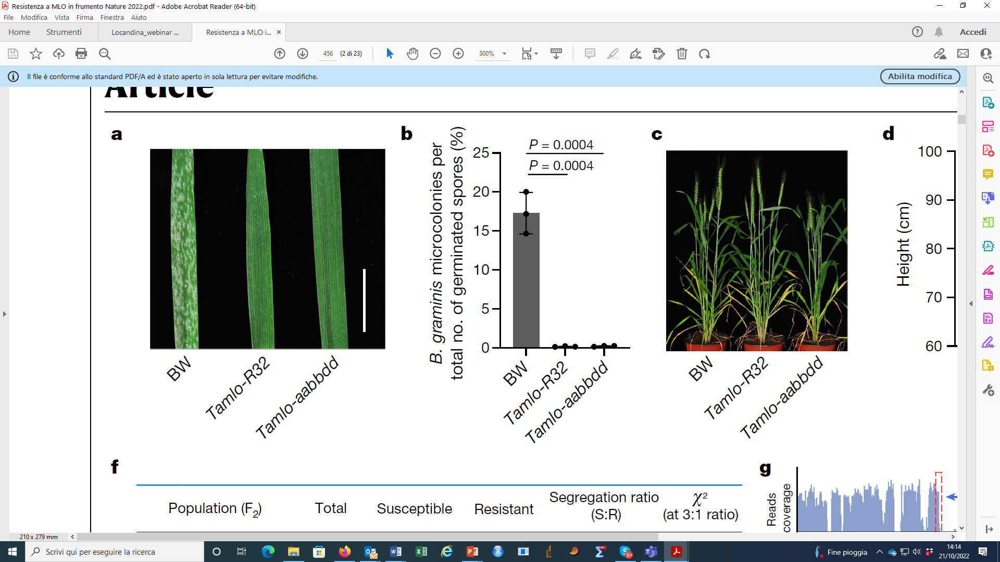 Resistenza a MLO in frumento Nature 2022.pdf - Adobe Acrobat Reader (64-bit)
File Modifica Vista Firma Finestra Aiuto
Home Strumenti Locandina_webinar ... Resistenza a MLO i... × Accedi
456 (2 di 23) 300%
Il file è conforme allo standard PDF/A ed è stato aperto in sola lettura per evitare modifiche. Abilita modifica
Article
a
BW
Tamlo-R32
Tamlo-aabbdd
b
B. graminis microcolonies per
total no. of germinated spores (%)
25
20
15
10
5
0
P = 0.0004
P = 0.0004
BW
Tamlo-R32
Tamlo-aabbdd
c
BW
Tamlo-R32
Tamlo-aabbdd
d
Height (cm)
100
90
80
70
60
f
Population (F2) Total Susceptible Resistant Segregation ratio (S:R) χ2 (at 3:1 ratio)
g
Reads
coverage
210 x 279 mm
Scrivi qui per eseguire la ricerca
9+
Fine pioggia
14:14
21/10/2022